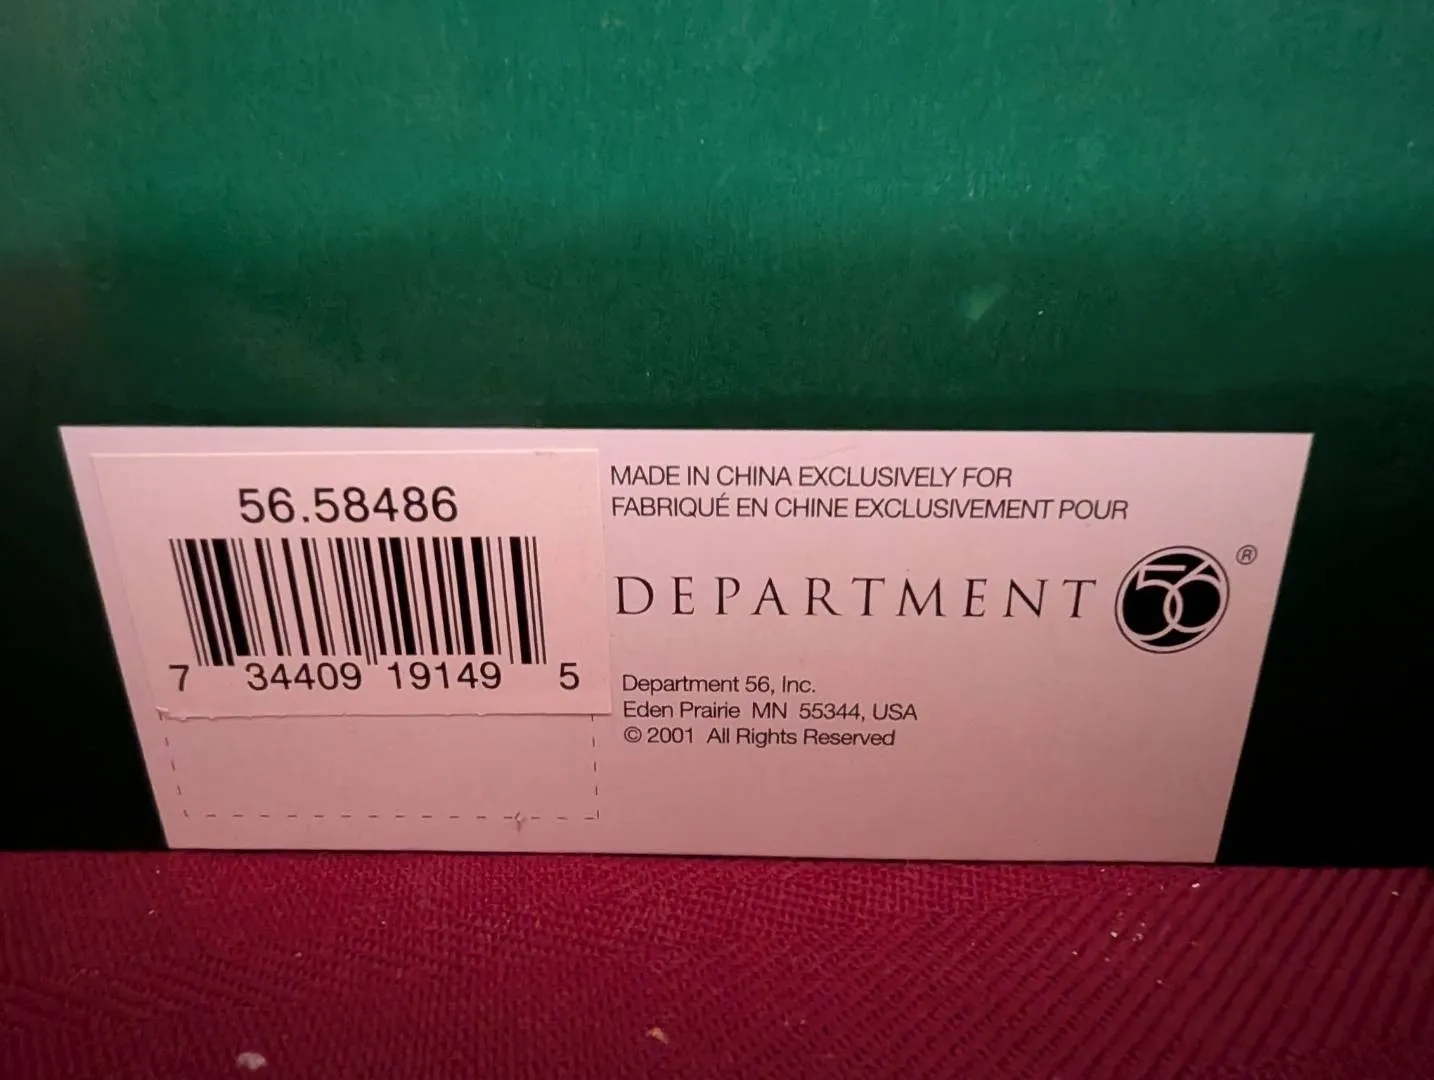 56.58486
7 34409 19149 5
MADE IN CHINA EXCLUSIVELY FOR
FABRIQUÉ EN CHINE EXCLUSIVEMENT POUR
DEPARTMENT 56 ®
Department 56, Inc.
Eden Prairie MN 55344, USA
© 2001 All Rights Reserved